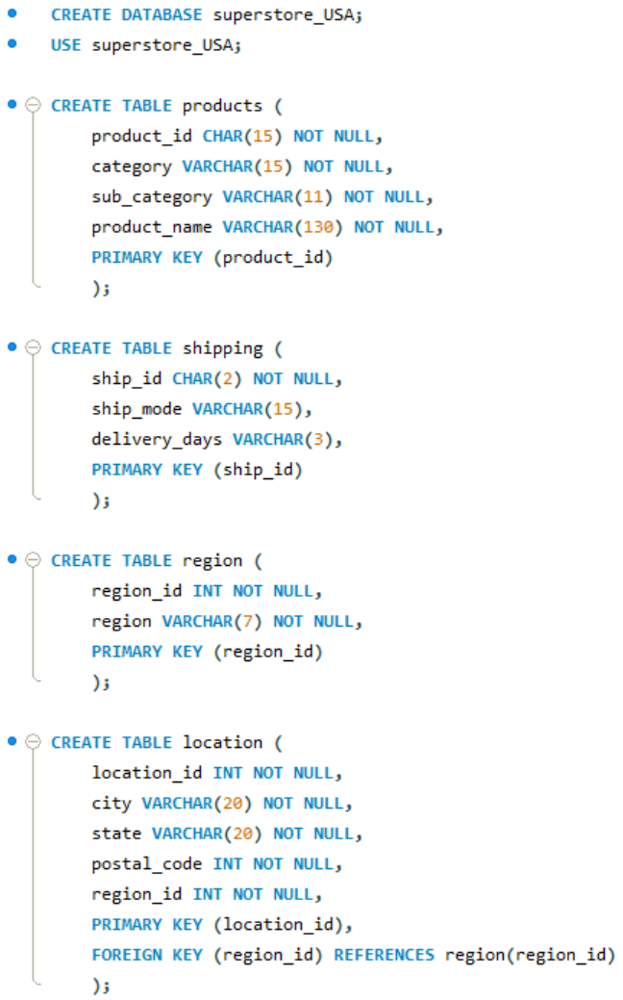 CREATE DATABASE superstore_USA;
USE superstore_USA;
CREATE TABLE products (
product_id CHAR(15) NOT NULL,
category VARCHAR(15) NOT NULL,
sub_category VARCHAR(11) NOT NULL,
product_name VARCHAR(130) NOT NULL,
PRIMARY KEY (product_id)
);
CREATE TABLE shipping (
ship_id CHAR(2) NOT NULL,
ship_mode VARCHAR(15),
delivery_days VARCHAR(3),
PRIMARY KEY (ship_id)
);
CREATE TABLE region (
region_id INT NOT NULL,
region VARCHAR(7) NOT NULL,
PRIMARY KEY (region_id)
);
CREATE TABLE location (
location_id INT NOT NULL,
city VARCHAR(20) NOT NULL,
state VARCHAR(20) NOT NULL,
postal_code INT NOT NULL,
region_id INT NOT NULL,
PRIMARY KEY (location_id),
FOREIGN KEY (region_id) REFERENCES region(region_id)
);